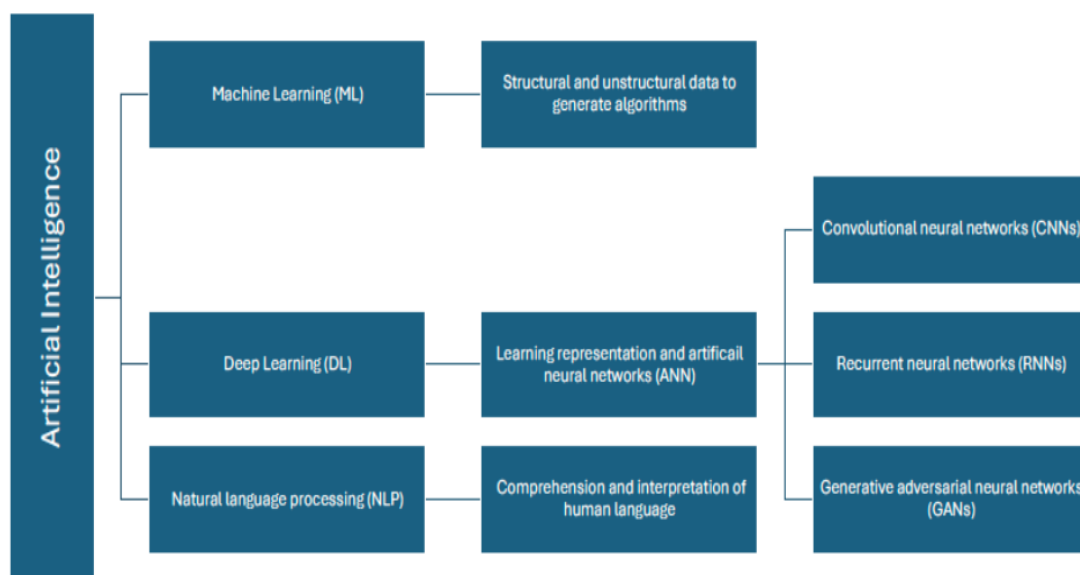 Artificial Intelligence
Machine Learning (ML)
Structural and unstructural data to
generate algorithms
Deep Learning (DL)
Learning representation and artificail
neural networks (ANN)
Convolutional neural networks (CNNs)
Recurrent neural networks (RNNs)
Generative adversarial neural networks
(GANs)
Natural language processing (NLP)
Comprehension and interpretation of
human language